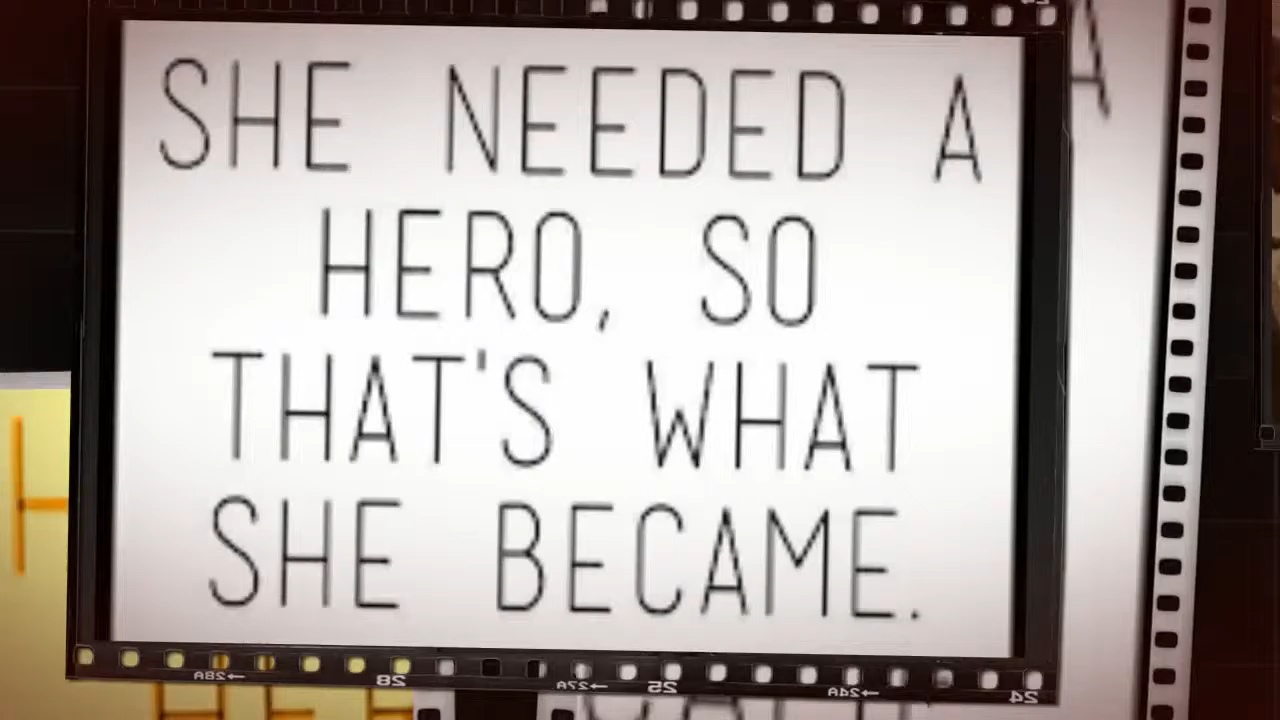 SHE NEEDED A
HERO, SO
THAT'S WHAT
SHE BECAME.